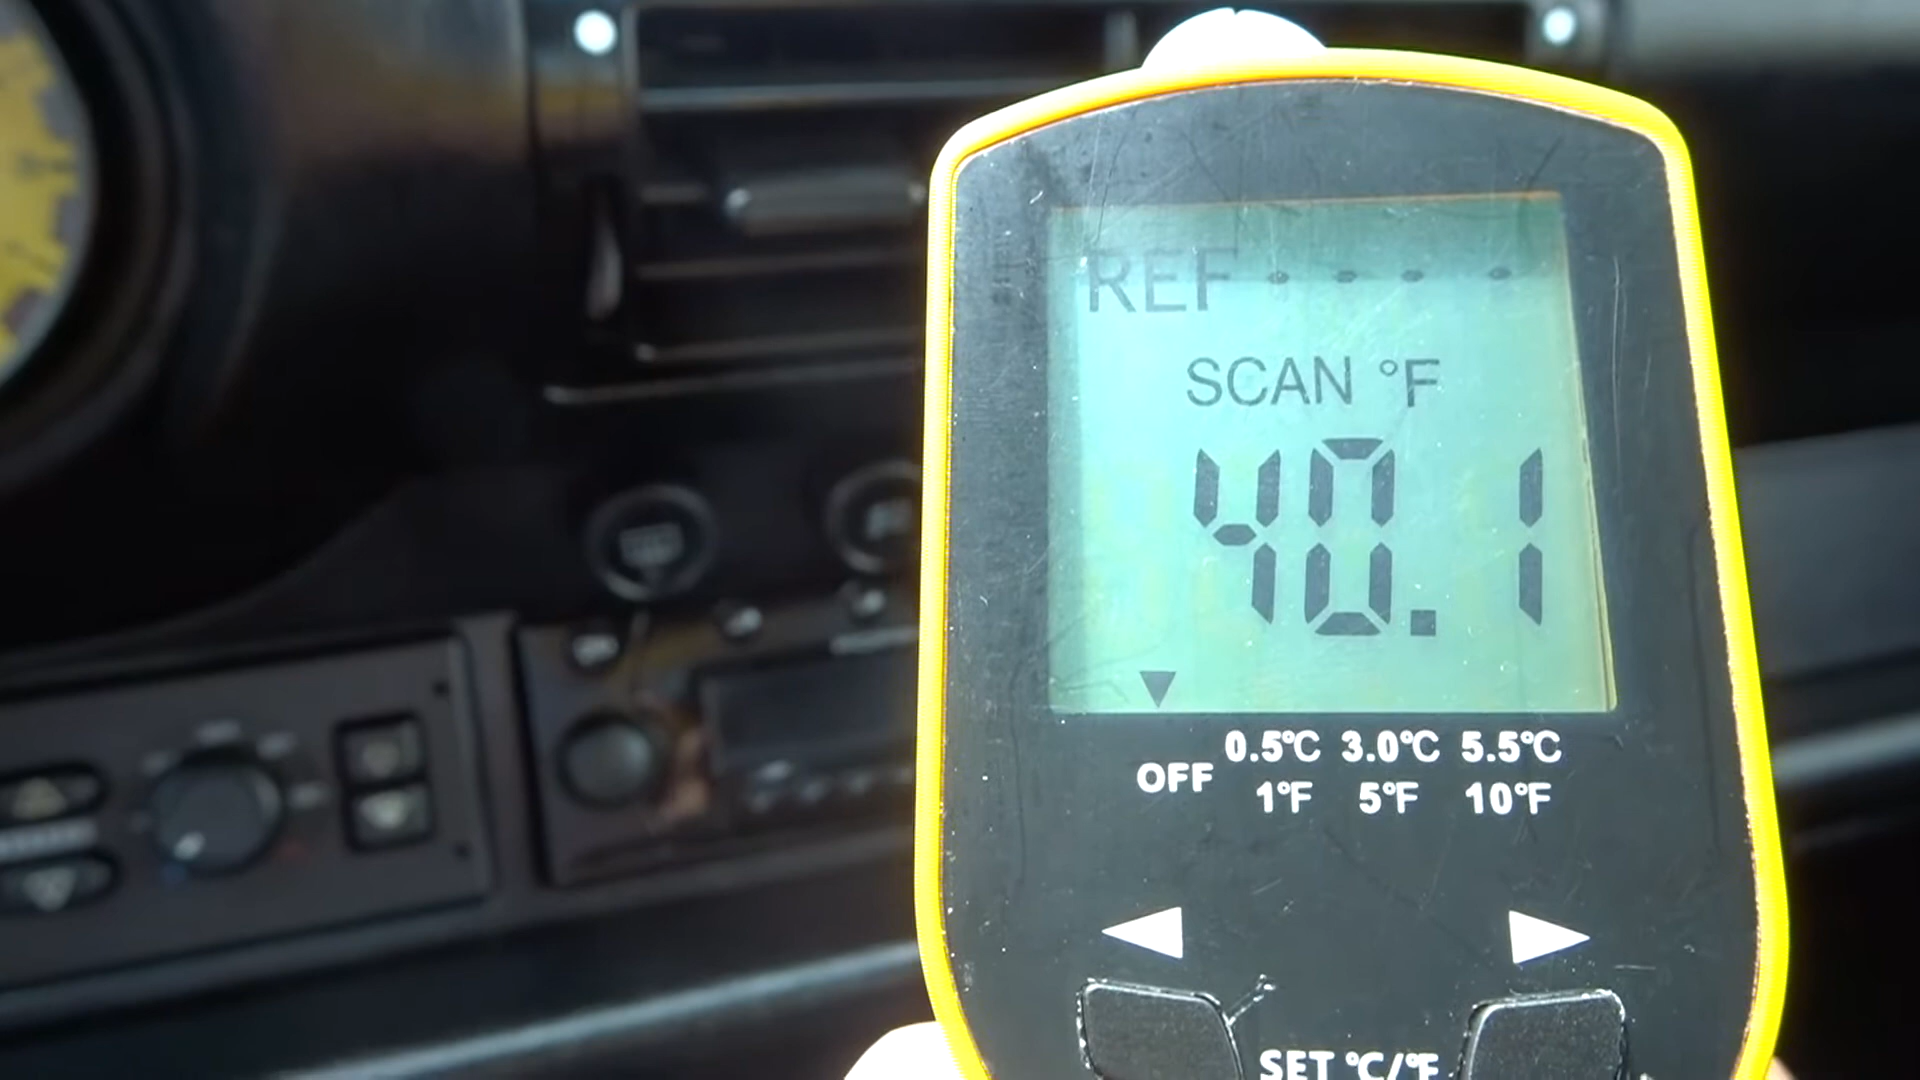 REF - - - -
SCAN °F
40.1
0.5℃ 3.0℃ 5.5℃
OFF 1°F 5°F 10°F
SET ℃/℉